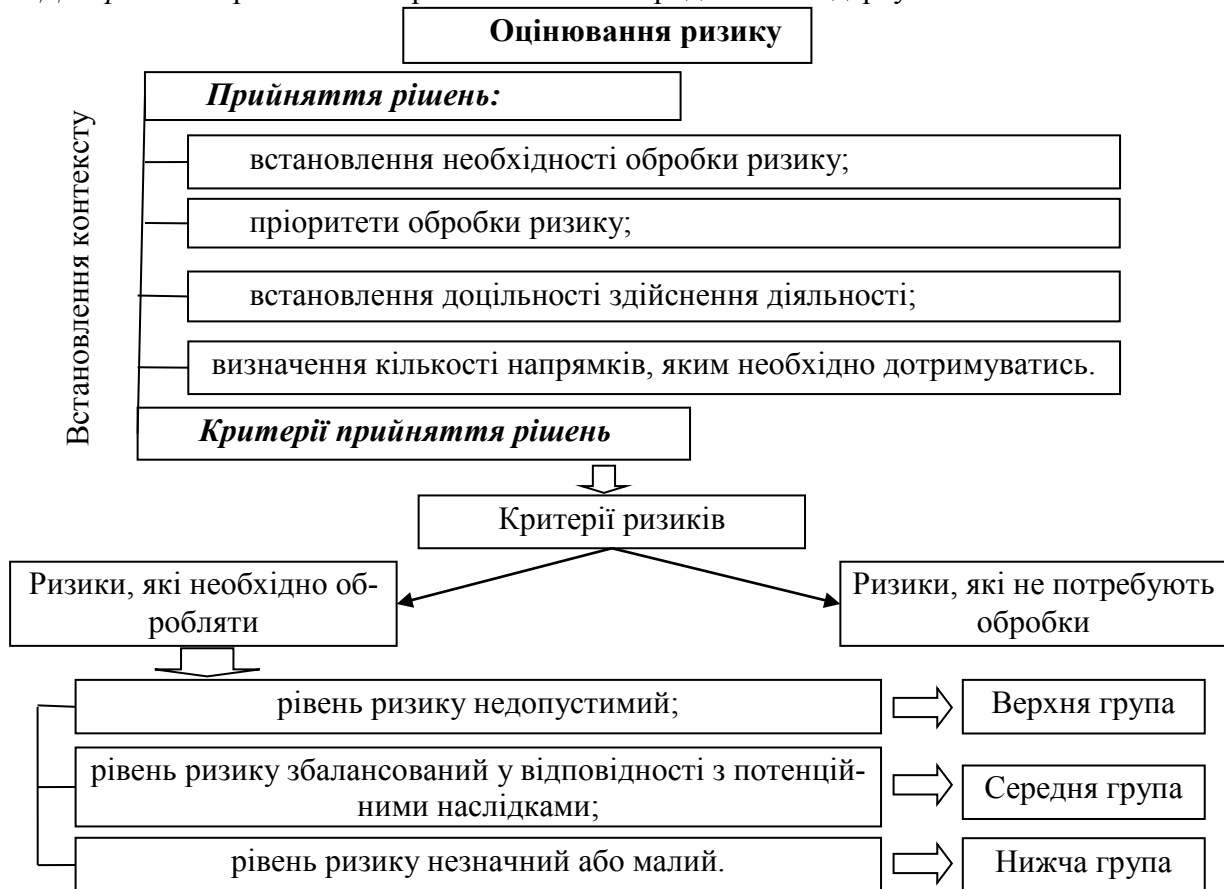 Оцінювання ризику
Прийняття рішень:
Встановлення контексту
встановлення необхідності обробки ризику;
пріоритети обробки ризику;
встановлення доцільності здійснення діяльності;
визначення кількості напрямків, яким необхідно дотримуватись.
Критерії прийняття рішень
Критерії ризиків
Ризики, які необхідно об-
робляти
Ризики, які не потребують
обробки
рівень ризику недопустимий;
Верхня група
рівень ризику збалансований у відповідності з потенцій-
ними наслідками;
Середня група
рівень ризику незначний або малий.
Нижча група